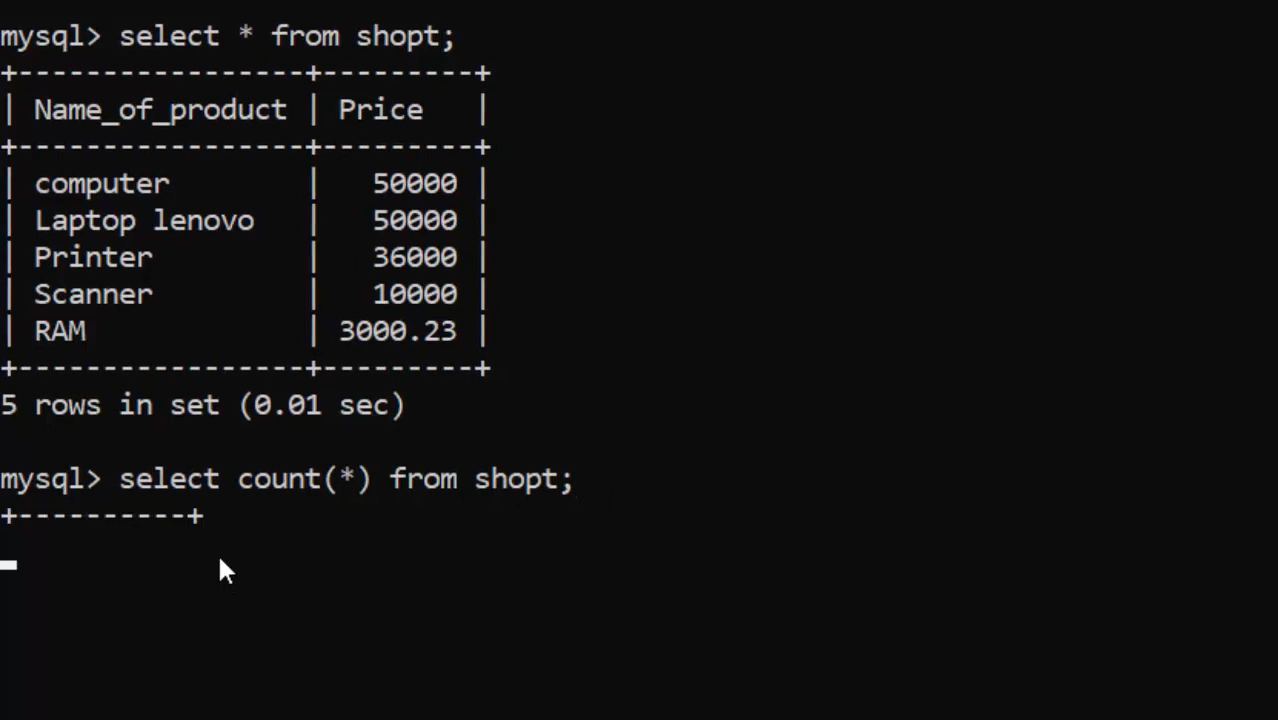 mysql> select * from shopt;
+-----------------+---------+
| Name_of_product | Price   |
+-----------------+---------+
| computer        |   50000 |
| Laptop lenovo   |   50000 |
| Printer         |   36000 |
| Scanner         |   10000 |
| RAM             | 3000.23 |
+-----------------+---------+
5 rows in set (0.01 sec)
mysql> select count(*) from shopt;
+----------+